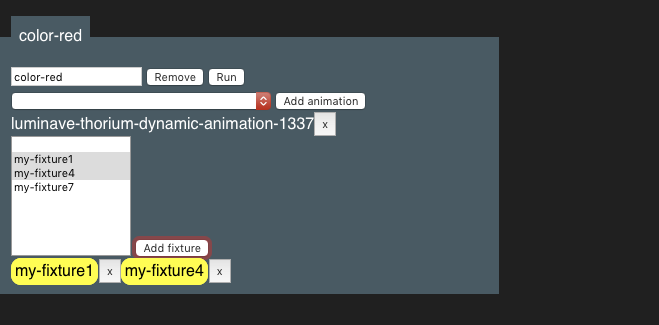 color-red
color-red Remove Run
Add animation
luminave-thorium-dynamic-animation-1337 x
my-fixture1
my-fixture4
my-fixture7
Add fixture
my-fixture1 x my-fixture4 x